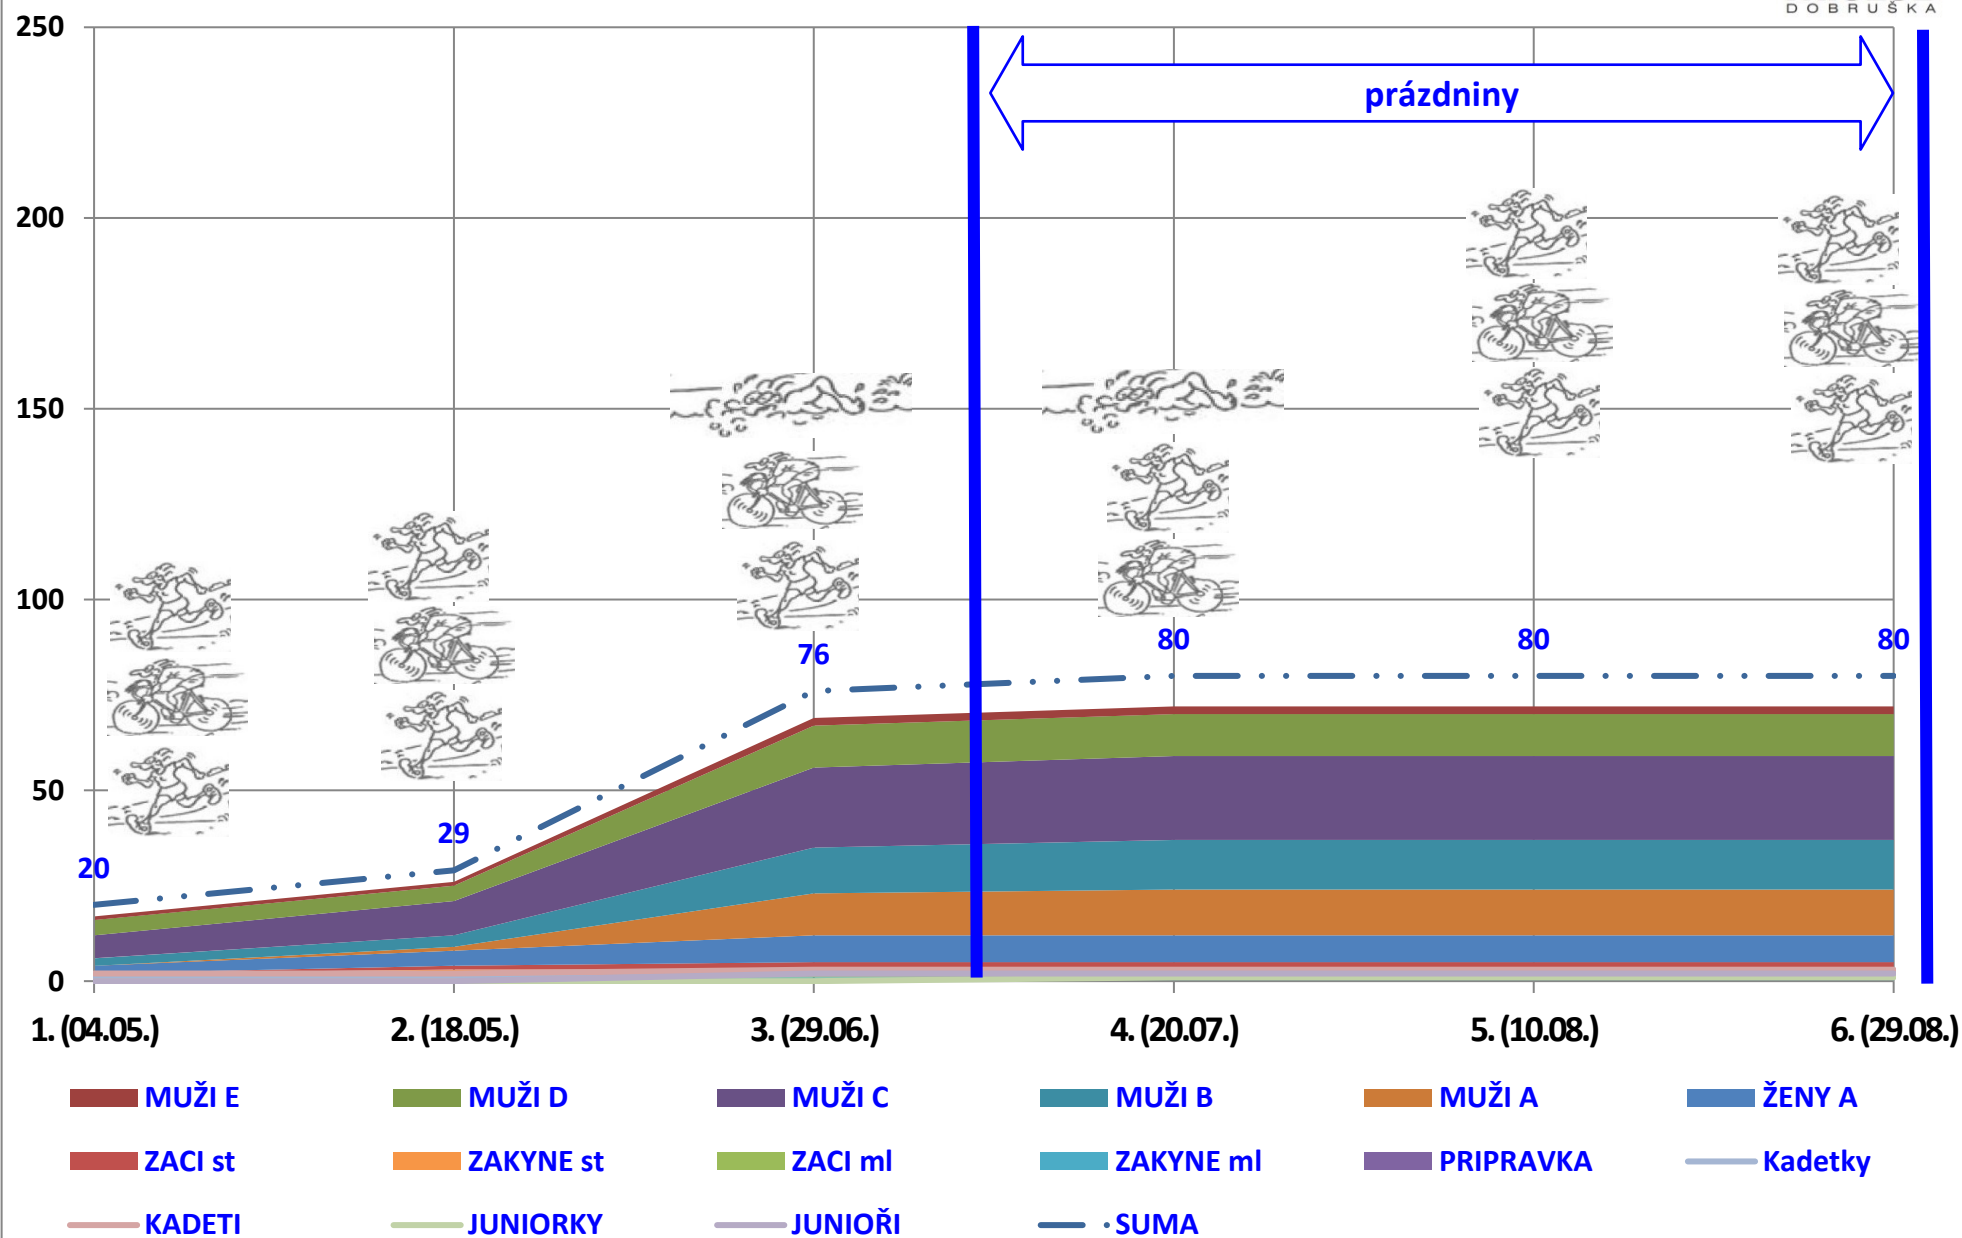 DOBRUŠKA
250
prázdniny
200
150
100
76
80
80
80
50
29
20
0
1. (04.05.)
2. (18.05.)
3. (29.06.)
4. (20.07.)
5. (10.08.)
6. (29.08.)
MUŽI E
MUŽI D
MUŽI C
MUŽI B
MUŽI A
ŽENY A
ZACI st
ZAKYNE st
ZACI ml
ZAKYNE ml
PRIPRAVKA
Kadetky
KADETI
JUNIORKY
JUNIOŘI
SUMA